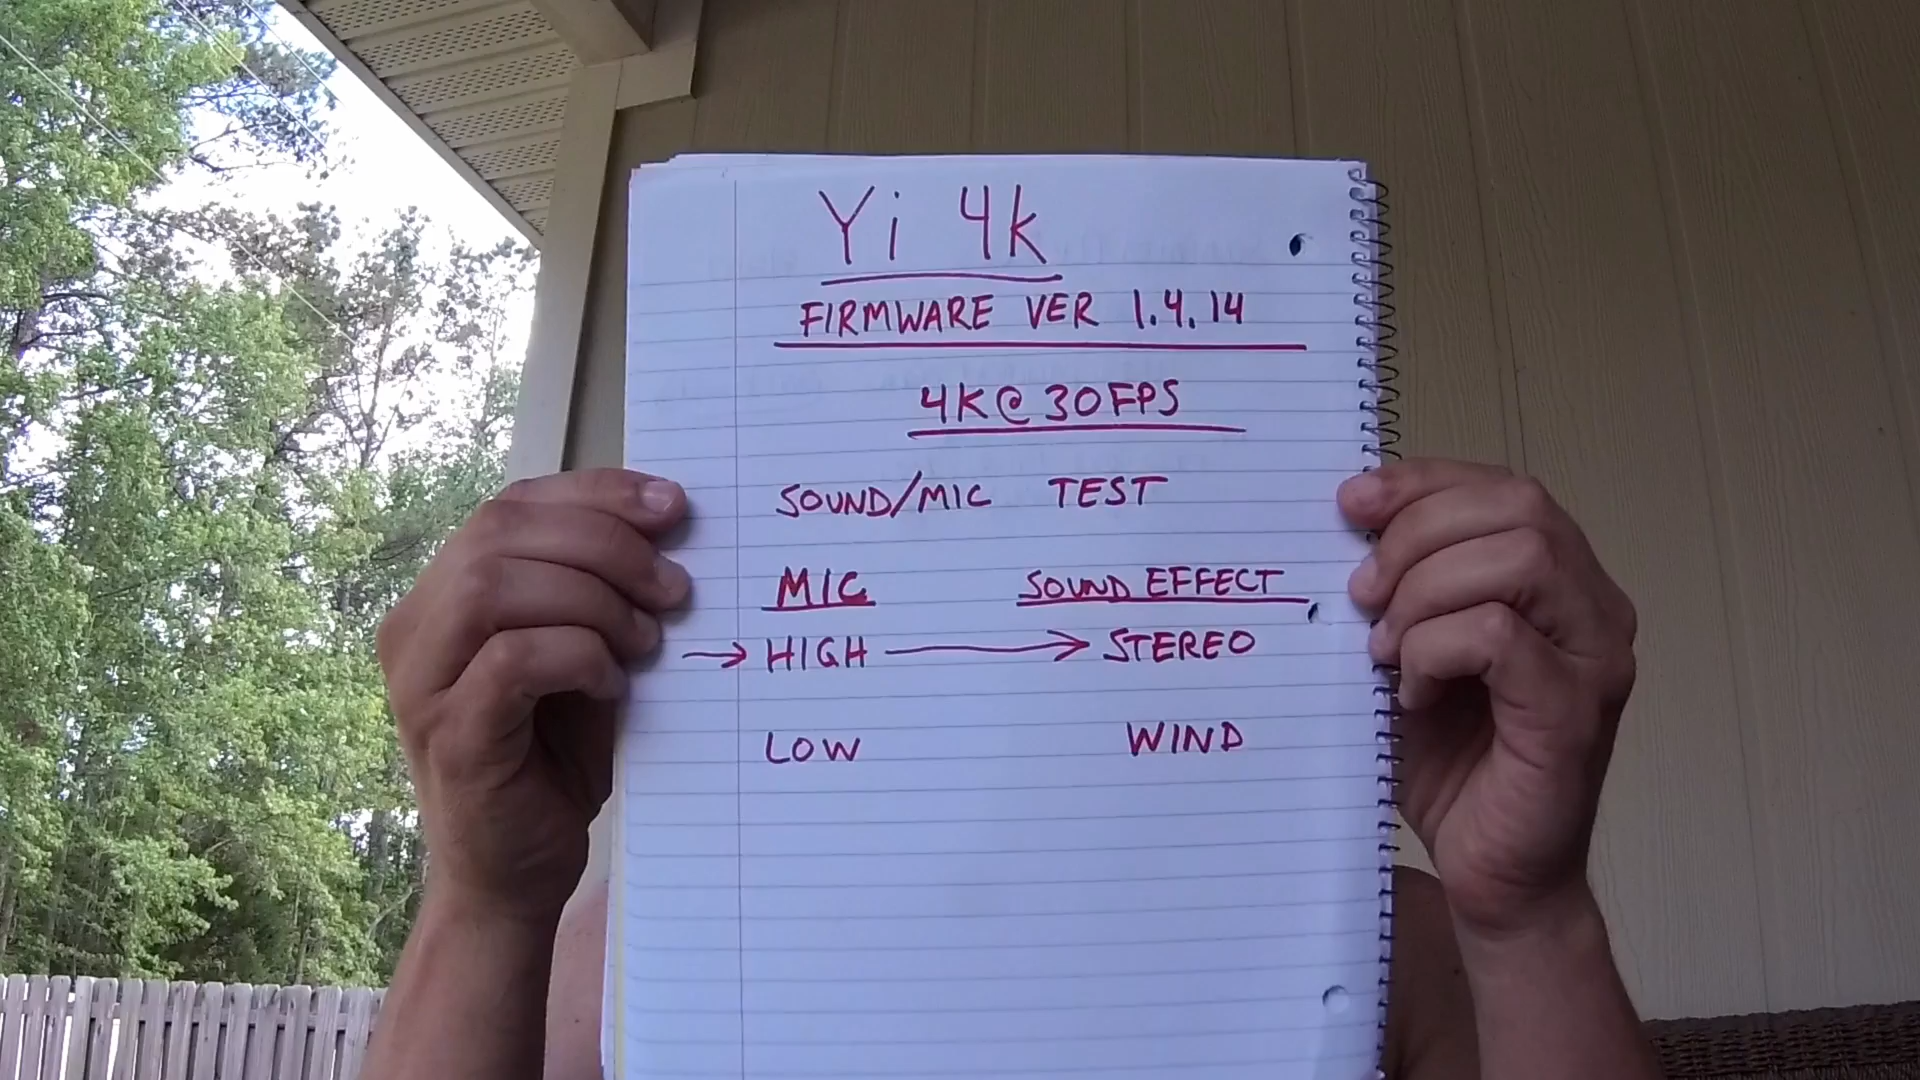 Yi 4k
FIRMWARE VER 1.4.14
4K@30FPS
SOUND/MIC TEST
MIC SOUND EFFECT
→ HIGH → STEREO
LOW WIND